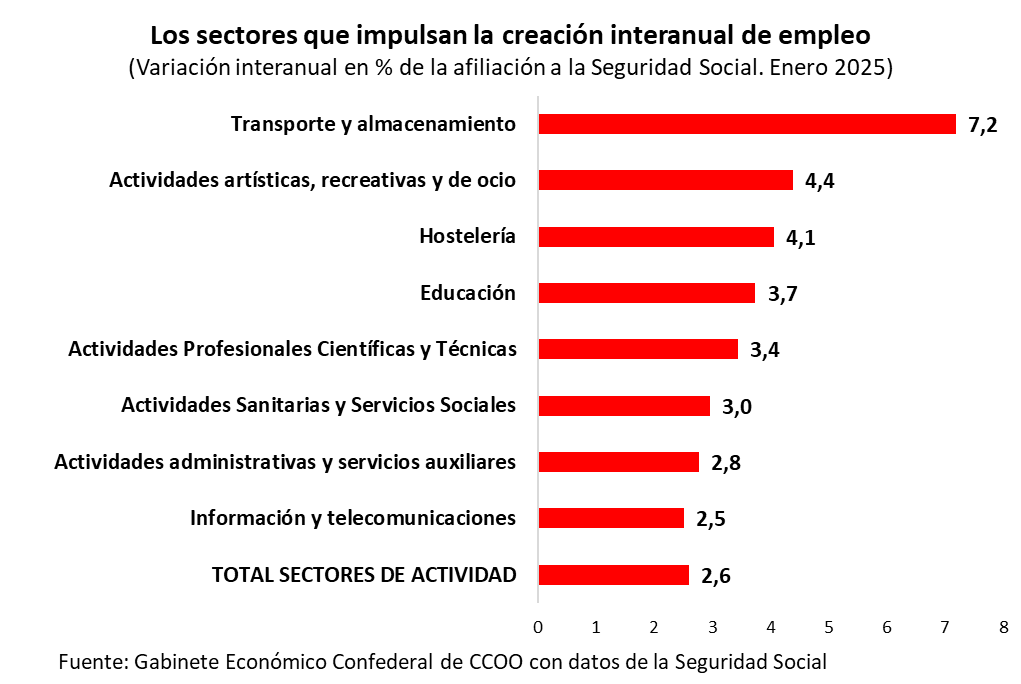 Los sectores que impulsan la creación interanual de empleo
(Variación interanual en % de la afiliación a la Seguridad Social. Enero 2025)
Transporte y almacenamiento 7,2
Actividades artísticas, recreativas y de ocio 4,4
Hostelería 4,1
Educación 3,7
Actividades Profesionales Científicas y Técnicas 3,4
Actividades Sanitarias y Servicios Sociales 3,0
Actividades administrativas y servicios auxiliares 2,8
Información y telecomunicaciones 2,5
TOTAL SECTORES DE ACTIVIDAD 2,6
0 1 2 3 4 5 6 7 8
Fuente: Gabinete Económico Confederal de CCOO con datos de la Seguridad Social